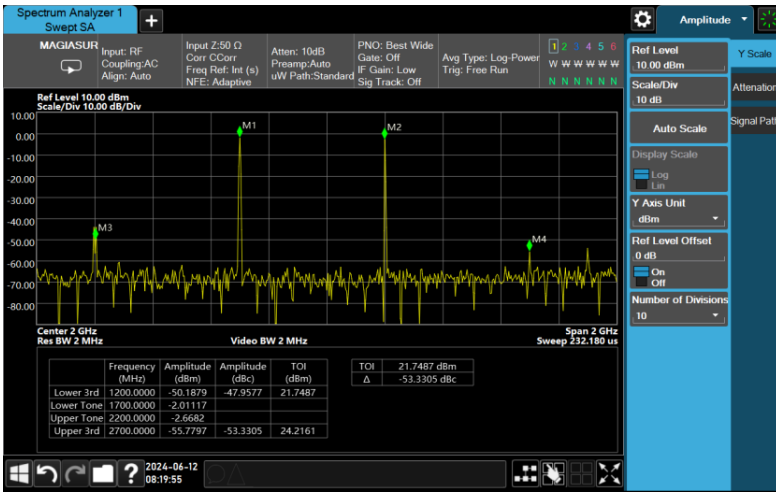 Spectrum Analyzer 1
Swept SA
+
Amplitude
MAGIASUR
Input: RF
Coupling:AC
Align: Auto
Input Z:50 Ω
Corr CCorr
Freq Ref: Int (s)
NFE: Adaptive
Atten: 10dB
Preamp:Auto
uW Path:Standard
PNO: Best Wide
Gate: Off
IF Gain: Low
Sig Track: Off
Avg Type: Log-Power
Trig: Free Run
1 2 3 4 5 6
W W W W W W
N N N N N N
Ref Level 10.00 dBm
Scale/Div 10.00 dB/Div
10.00
0.00
-10.00
-20.00
-30.00
-40.00
-50.00
-60.00
-70.00
-80.00
M1
M2
M3
M4
Center 2 GHz
Res BW 2 MHz
Video BW 2 MHz
Span 2 GHz
Sweep 232.180 us
Frequency (MHz) Amplitude (dBm) Amplitude (dBc) TOI (dBm)
Lower 3rd 1200.0000 -50.1879 -47.9577 21.7487
Lower Tone 1700.0000 -2.01117
Upper Tone 2200.0000 -2.6682
Upper 3rd 2700.0000 -55.7797 -53.3305 24.2161
TOI 21.7487 dBm
Δ -53.3305 dBc
Ref Level
10.00 dBm
Scale/Div
10 dB
Auto Scale
Display Scale
Log
Lin
Y Axis Unit
dBm
Ref Level Offset
0 dB
On
Off
Number of Divisions
10
Y Scale
Attenation
Signal Path
?
2024-06-12
08:19:55